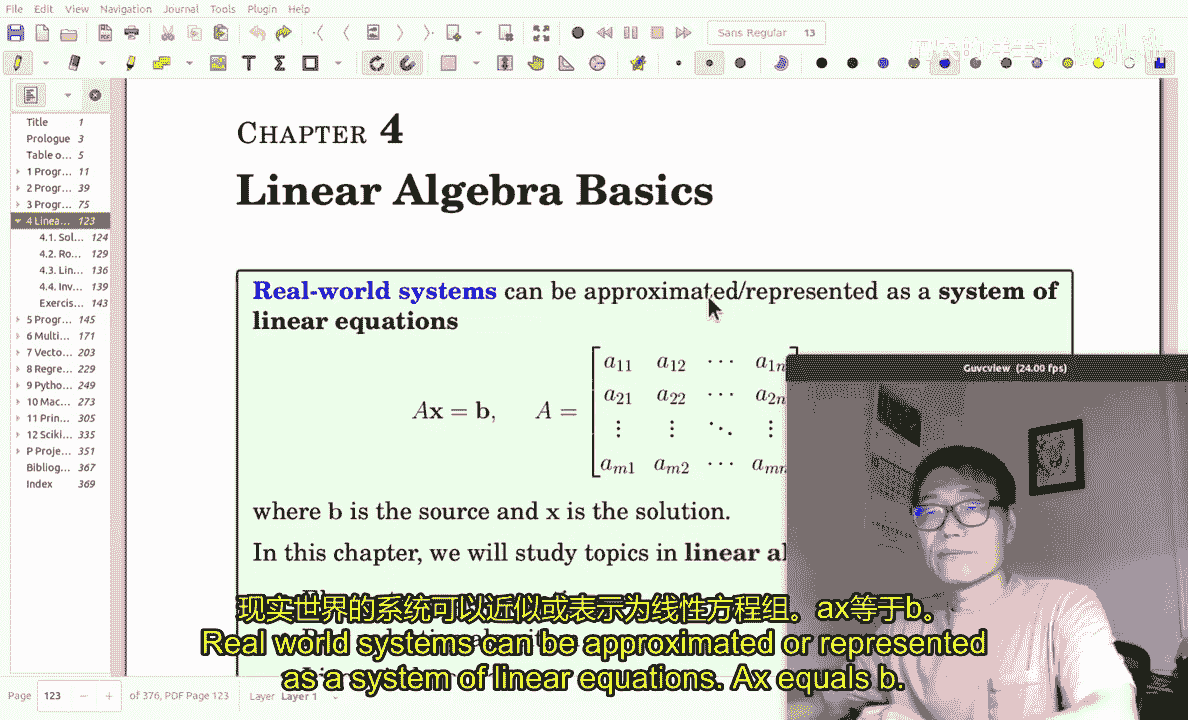 File Edit View Navigation Journal Tools Plugin Help
Sans Regular 13
Title 1
Prologue 3
Table o... 5
1 Progr... 11
2 Progr... 39
3 Progr... 75
4 Linea... 123
4.1. Sol... 124
4.2. Ro... 129
4.3. Lin... 136
4.4. Inv... 139
Exercis... 143
5 Progr... 145
6 Multi... 171
7 Vecto... 203
8 Regre... 229
9 Pytho... 249
10 Mac... 273
11 Prin... 305
12 Sciki... 335
P Proje... 351
Bibliog... 367
Index 369
CHAPTER 4
Linear Algebra Basics
Real-world systems can be approximated/represented as a system of
linear equations
a11 a12 ⋯ a1n
a21 a22 ⋯ a2n
Ax = b, A =
⋮ ⋮ ⋱ ⋮
am1 am2 ⋯
where b is the source and x is the solution.
In this chapter, we will study topics in linear al
Guvcview (24.00 fps)
现实世界的系统可以近似或表示为线性方程组。ax等于b。
Real world systems can be approximated or represented
as a system of linear equations. Ax equals b.
Page 123 − + of 376, PDF Page 123 Layer Layer 1